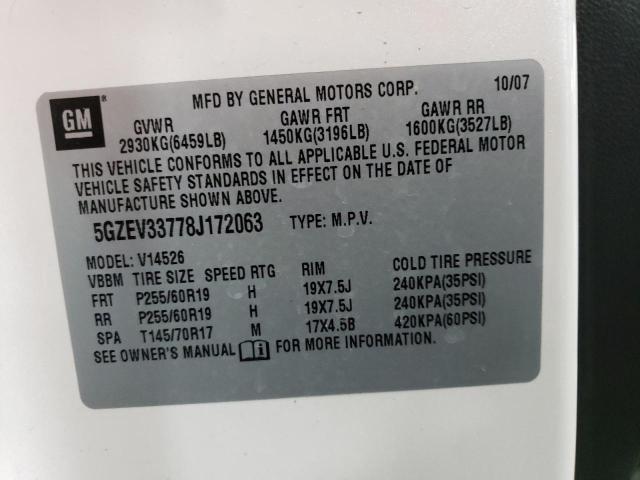 GM ®
MFD BY GENERAL MOTORS CORP. 10/07
GVWR GAWR FRT GAWR RR
2930KG(6459LB) 1450KG(3196LB) 1600KG(3527LB)
THIS VEHICLE CONFORMS TO ALL APPLICABLE U.S. FEDERAL MOTOR
VEHICLE SAFETY STANDARDS IN EFFECT ON THE DATE OF
MANUFACTURE SHOWN ABOVE.
5GZEV33778J172063 TYPE: M.P.V.
MODEL: V14526
VBBM TIRE SIZE SPEED RTG RIM COLD TIRE PRESSURE
FRT P255/60R19 H 19X7.5J 240KPA(35PSI)
RR P255/60R19 H 19X7.5J 240KPA(35PSI)
SPA T145/70R17 M 17X4.5B 420KPA(60PSI)
SEE OWNER'S MANUAL FOR MORE INFORMATION.